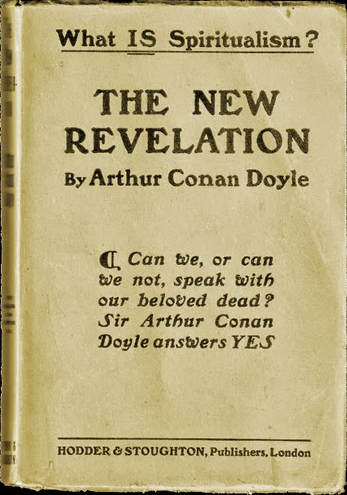 What IS Spiritualism?
THE NEW
REVELATION
By Arthur Conan Doyle
¶ Can we, or can
we not, speak with
our beloved dead?
Sir Arthur Conan
Doyle answers YES
HODDER & STOUGHTON, Publishers, London